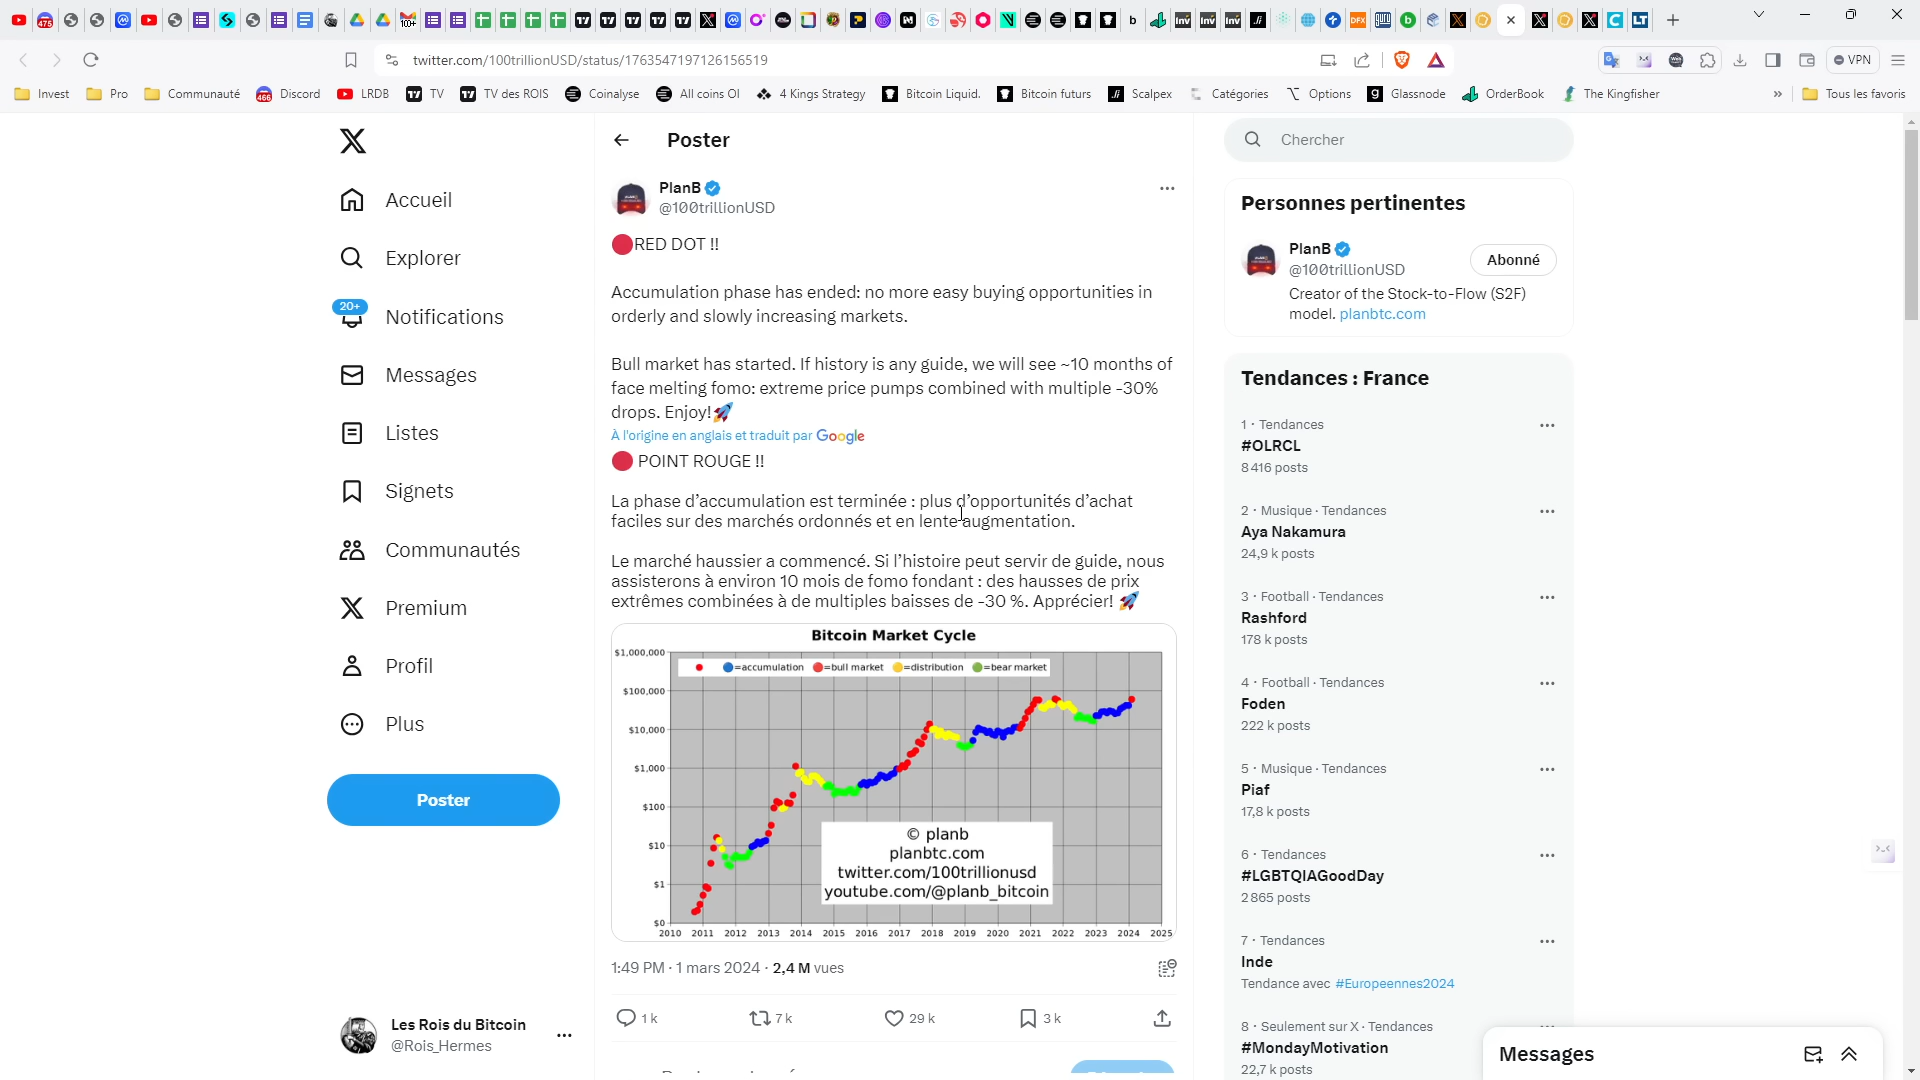 475
100+
twitter.com/100trillionUSD/status/1763547197126156519
VPN
Invest
Pro
Communauté
466
Discord
LRDB
TV
TV des ROIS
Coinalyse
All coins OI
4 Kings Strategy
Bitcoin Liquid.
Bitcoin futurs
Scalpex
Catégories
Options
Glassnode
OrderBook
The Kingfisher
»
Tous les favoris
Accueil
Explorer
20+
Notifications
Messages
Listes
Signets
Communautés
Premium
Profil
Plus
Poster
Les Rois du Bitcoin
@Rois_Hermes
Poster
PlanB
@100trillionUSD
🔴RED DOT !!
Accumulation phase has ended: no more easy buying opportunities in
orderly and slowly increasing markets.
Bull market has started. If history is any guide, we will see ~10 months of
face melting fomo: extreme price pumps combined with multiple -30%
drops. Enjoy!🚀
À l'origine en anglais et traduit par Google
🔴 POINT ROUGE !!
La phase d’accumulation est terminée : plus d’opportunités d’achat
faciles sur des marchés ordonnés et en lente augmentation.
Le marché haussier a commencé. Si l’histoire peut servir de guide, nous
assisterons à environ 10 mois de fomo fondant : des hausses de prix
extrêmes combinées à de multiples baisses de -30 %. Apprécier! 🚀
Bitcoin Market Cycle
=accumulation =bull market =distribution =bear market
$1,000,000
$100,000
$10,000
$1,000
$100
$10
$1
$0
2010 2011 2012 2013 2014 2015 2016 2017 2018 2019 2020 2021 2022 2023 2024 2025
© planb
planbtc.com
twitter.com/100trillionusd
youtube.com/@planb_bitcoin
1:49 PM · 1 mars 2024 · 2,4 M vues
1 k
7 k
29 k
3 k
Chercher
Personnes pertinentes
PlanB
@100trillionUSD
Abonné
Creator of the Stock-to-Flow (S2F)
model. planbtc.com
Tendances : France
1 · Tendances
#OLRCL
8 416 posts
2 · Musique · Tendances
Aya Nakamura
24,9 k posts
3 · Football · Tendances
Rashford
178 k posts
4 · Football · Tendances
Foden
222 k posts
5 · Musique · Tendances
Piaf
17,8 k posts
6 · Tendances
#LGBTQIAGoodDay
2 865 posts
7 · Tendances
Inde
Tendance avec #Europeennes2024
8 · Seulement sur X · Tendances
#MondayMotivation
22,7 k posts
Messages